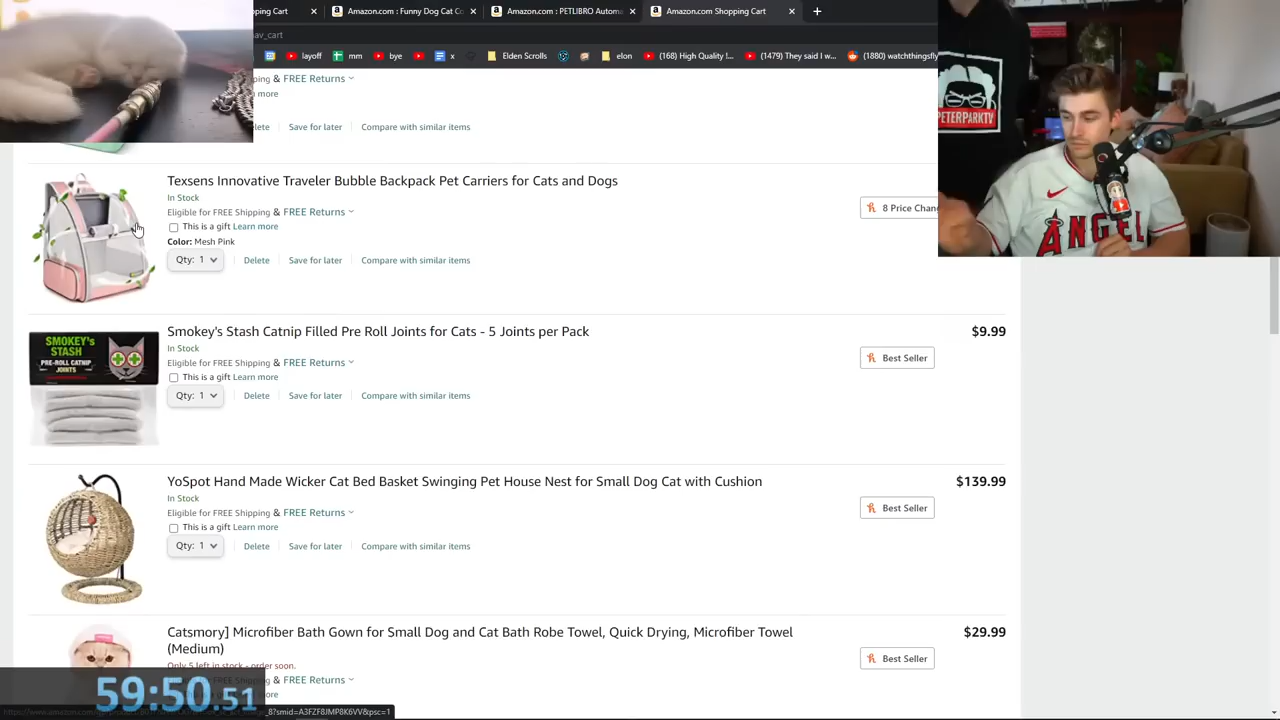 pping Cart
Amazon.com : Funny Dog Cat Co
Amazon.com : PETLIBRO Automa
Amazon.com Shopping Cart
av_cart
layoff
mm
bye
x
Elden Scrolls
elon
(168) High Quality !...
(1479) They said I w...
(1880) watchthingsfly
ping & FREE Returns
more
elete
Save for later
Compare with similar items
Texsens Innovative Traveler Bubble Backpack Pet Carriers for Cats and Dogs
In Stock
Eligible for FREE Shipping & FREE Returns
This is a gift Learn more
Color: Mesh Pink
Qty: 1
Delete
Save for later
Compare with similar items
8 Price Chan
PETERPARKTV
ANGEL
SMOKEY's
STASH
PRE-ROLL CATNIP
JOINTS
Smokey's Stash Catnip Filled Pre Roll Joints for Cats - 5 Joints per Pack
$9.99
In Stock
Eligible for FREE Shipping & FREE Returns
Best Seller
This is a gift Learn more
Qty: 1
Delete
Save for later
Compare with similar items
YoSpot Hand Made Wicker Cat Bed Basket Swinging Pet House Nest for Small Dog Cat with Cushion
$139.99
In Stock
Eligible for FREE Shipping & FREE Returns
Best Seller
This is a gift Learn more
Qty: 1
Delete
Save for later
Compare with similar items
Catsmory] Microfiber Bath Gown for Small Dog and Cat Bath Robe Towel, Quick Drying, Microfiber Towel
(Medium)
$29.99
Only 5 left in stock - order soon.
Best Seller
ping & FREE Returns
more
59:50.51